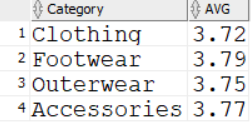 Category AVG
1 Clothing 3.72
2 Footwear 3.79
3 Outerwear 3.75
4 Accessories 3.77